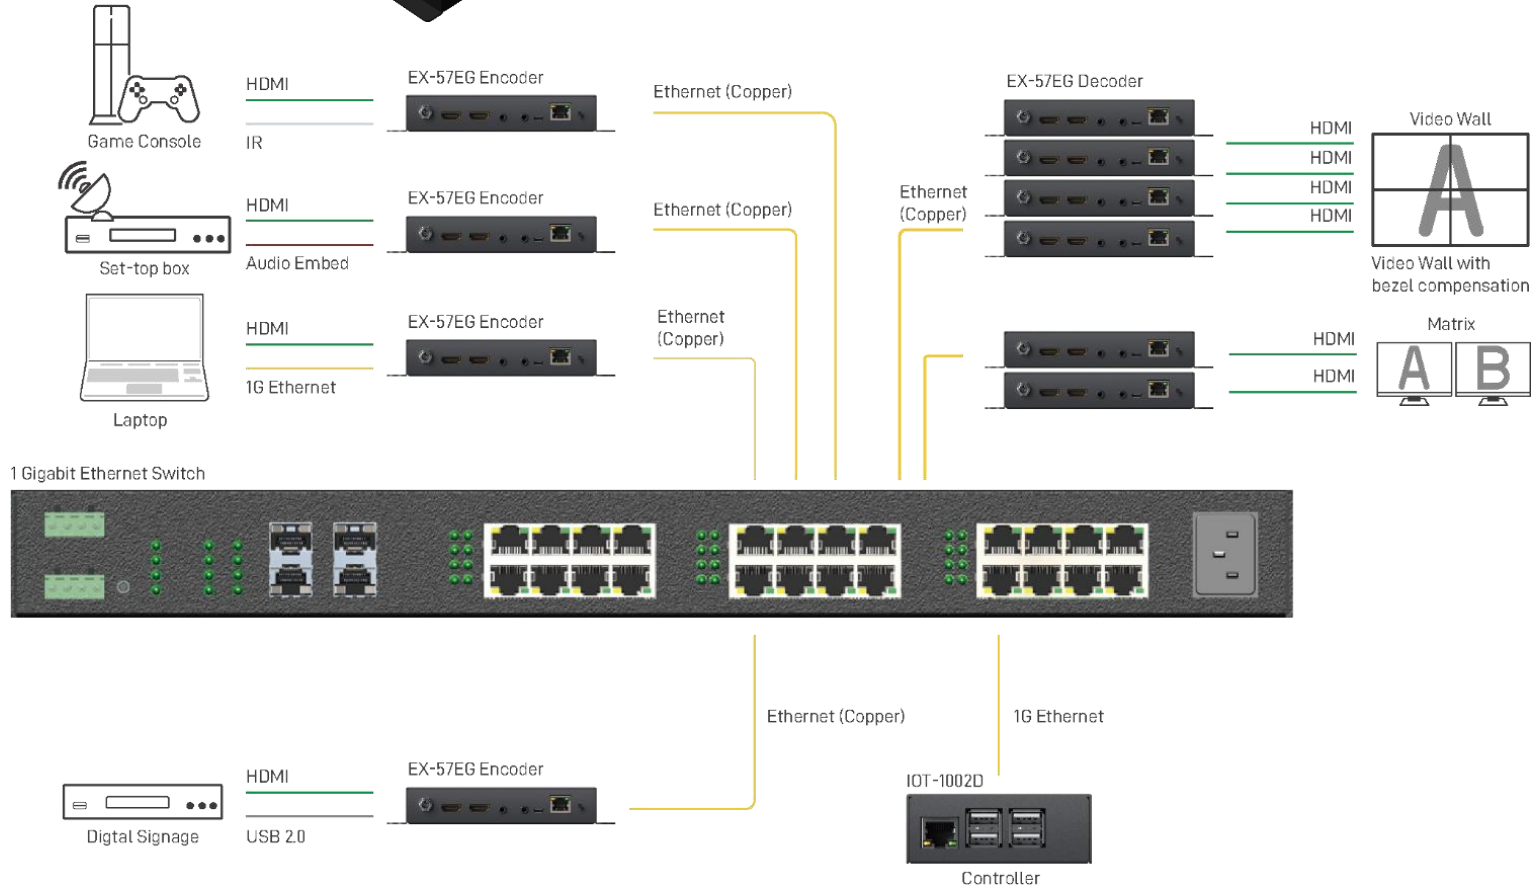 HDMI
EX-57EG Encoder
Ethernet (Copper)
IR
Game Console
HDMI
EX-57EG Encoder
Ethernet (Copper)
Audio Embed
Set-top box
HDMI
EX-57EG Encoder
Ethernet
(Copper)
1G Ethernet
Laptop
EX-57EG Decoder
Ethernet
(Copper)
HDMI
HDMI
HDMI
HDMI
Video Wall
A
Video Wall with
bezel compensation
Matrix
HDMI
HDMI
A B
1 Gigabit Ethernet Switch
Ethernet (Copper)
1G Ethernet
HDMI
EX-57EG Encoder
Digtal Signage
USB 2.0
IOT-1002D
Controller